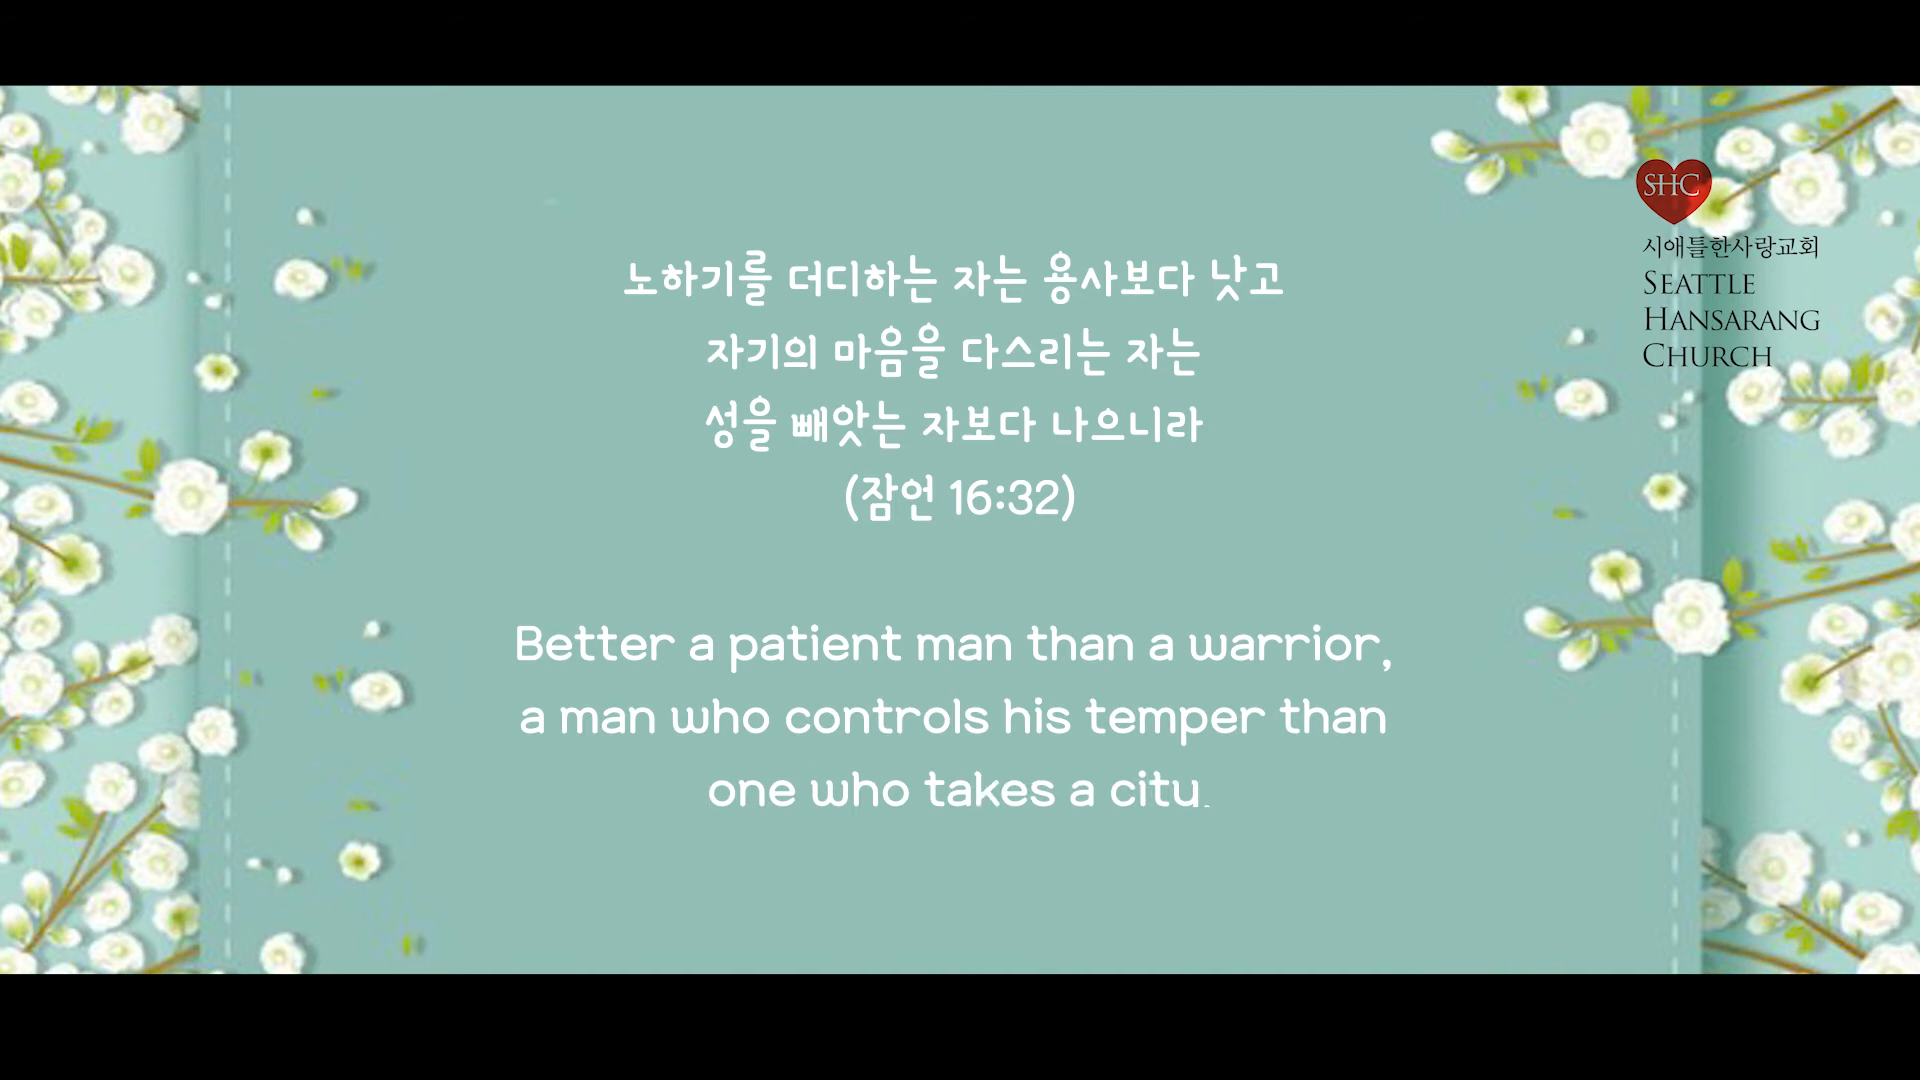 노하기를 더디하는 자는 용사보다 낫고
자기의 마음을 다스리는 자는
성을 빼앗는 자보다 나으니라
(잠언 16:32)
Better a patient man than a warrior,
a man who controls his temper than
one who takes a city.
SHC
시애틀한사랑교회
SEATTLE
HANSARANG
CHURCH